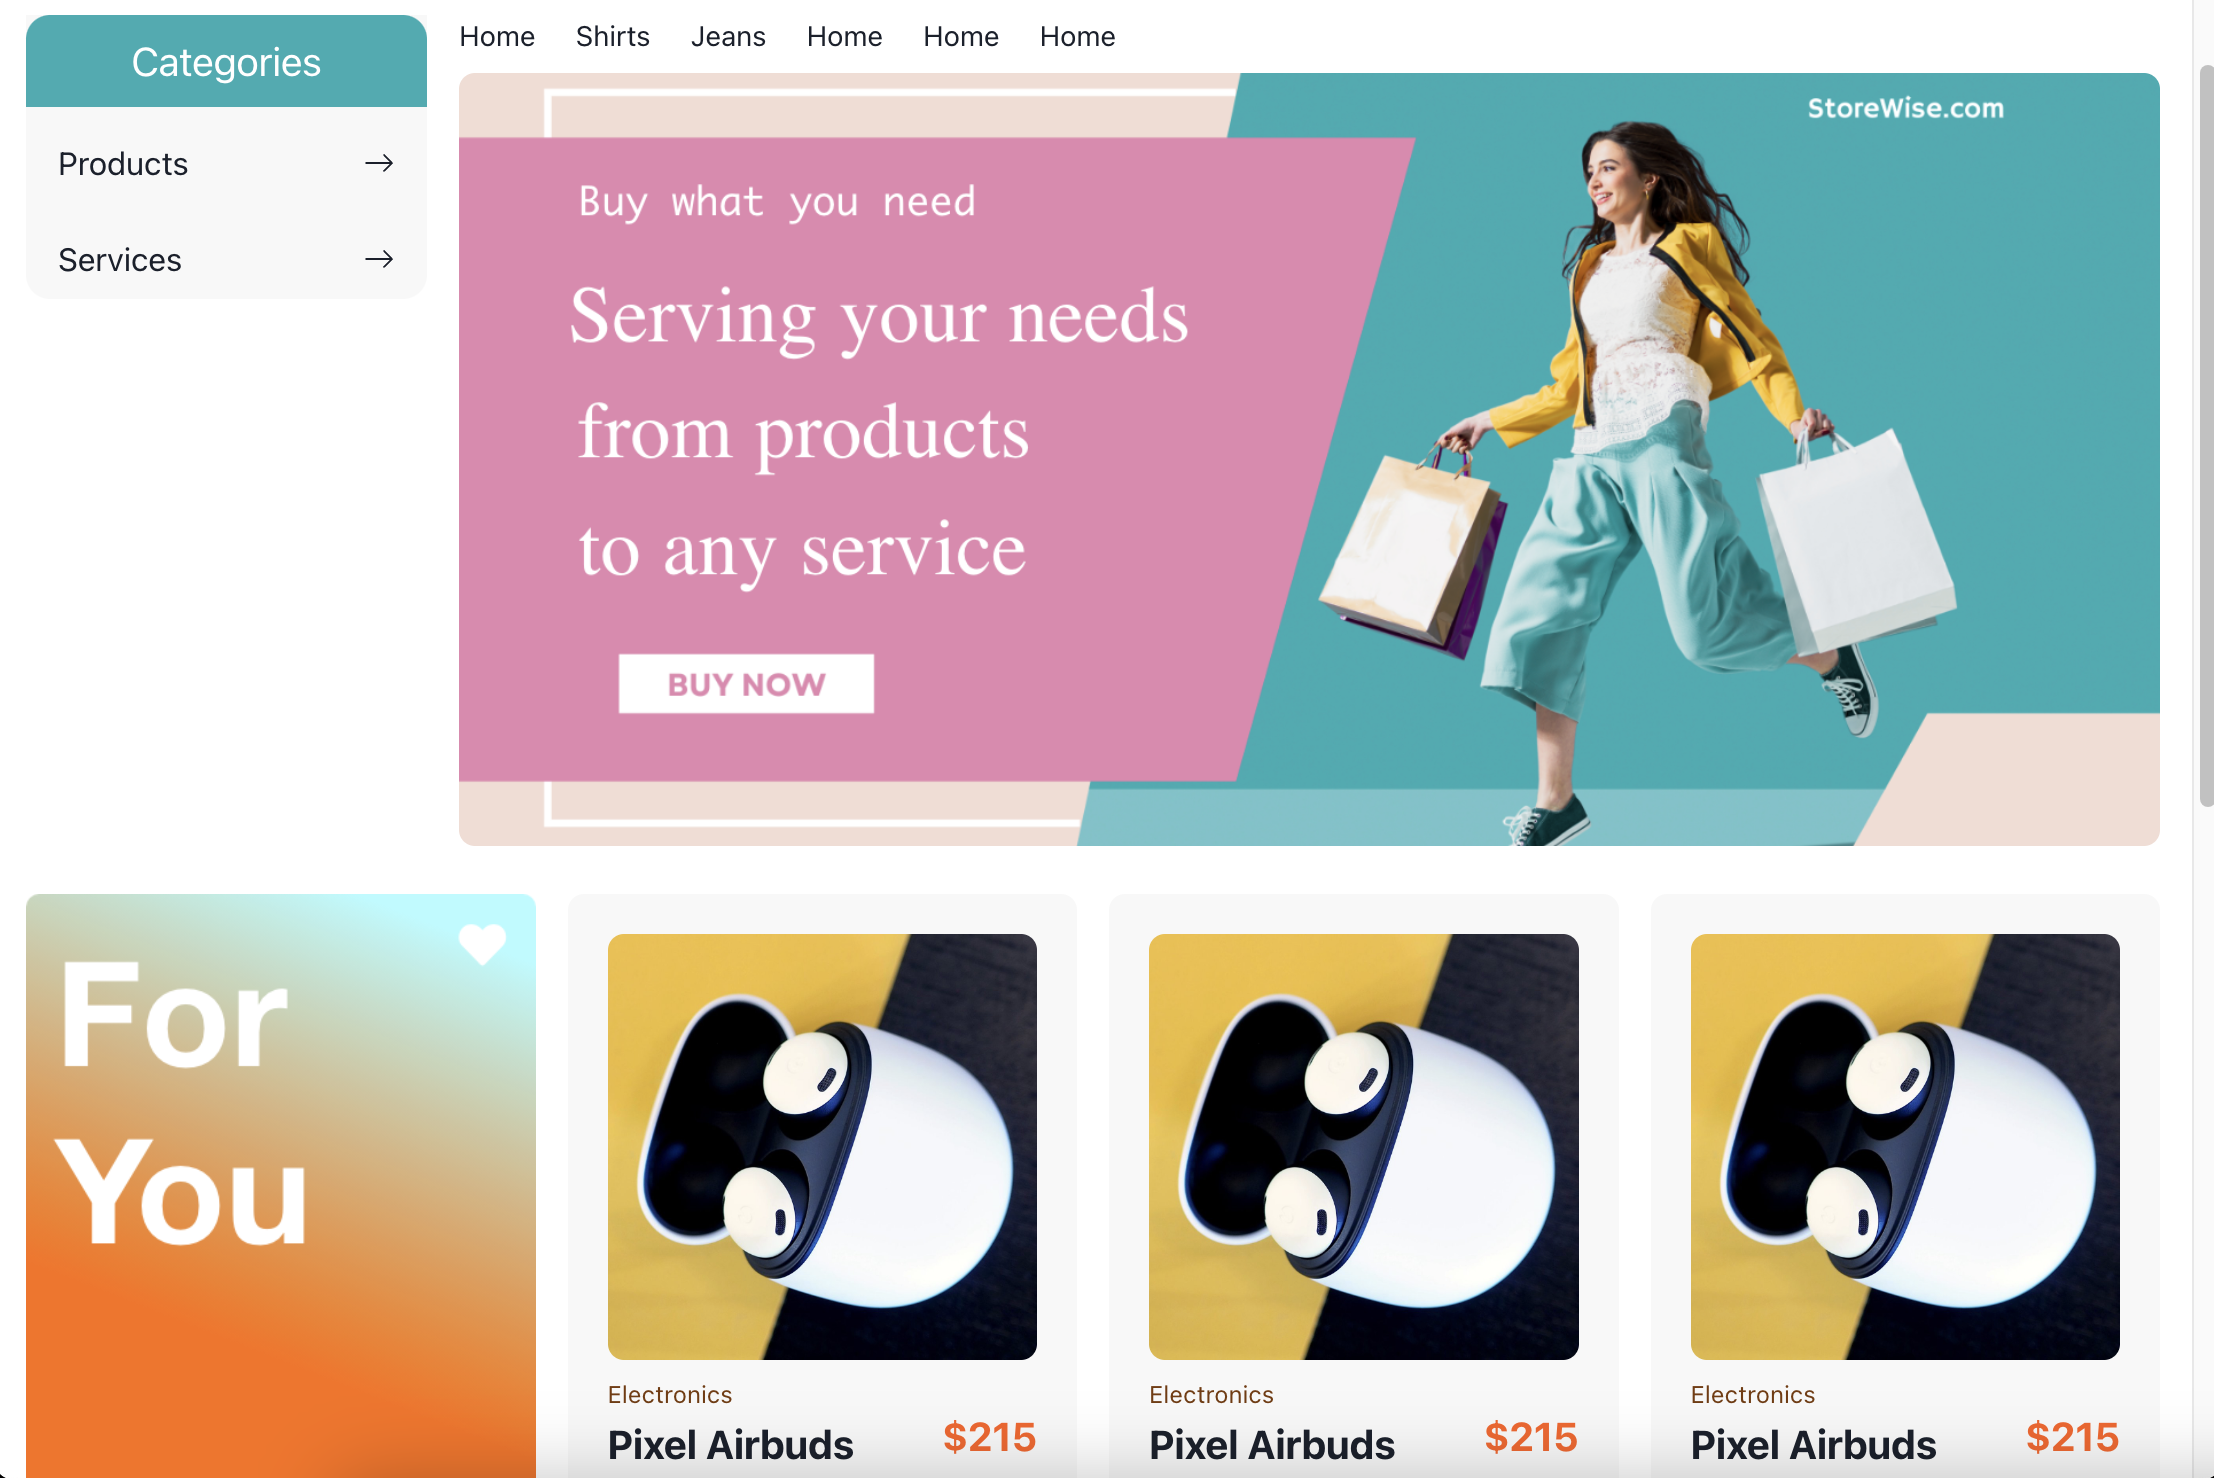 Categories
Products
Services
Home Shirts Jeans Home Home Home
StoreWise.com
Buy what you need
Serving your needs
from products
to any service
BUY NOW
For
You
Electronics
Pixel Airbuds $215
Electronics
Pixel Airbuds $215
Electronics
Pixel Airbuds $215